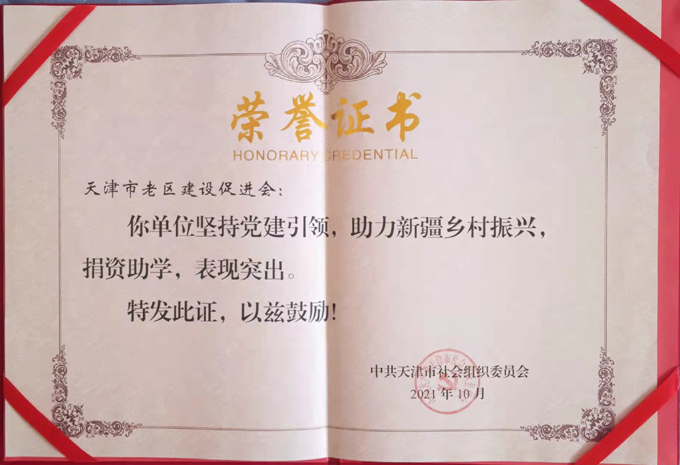 荣誉证书
HONORARY CREDENTIAL
天津市老区建设促进会:
你单位坚持党建引领，助力新疆乡村振兴，
捐资助学，表现突出。
特发此证，以兹鼓励!
中共天津市社会组织委员会
2021年10月